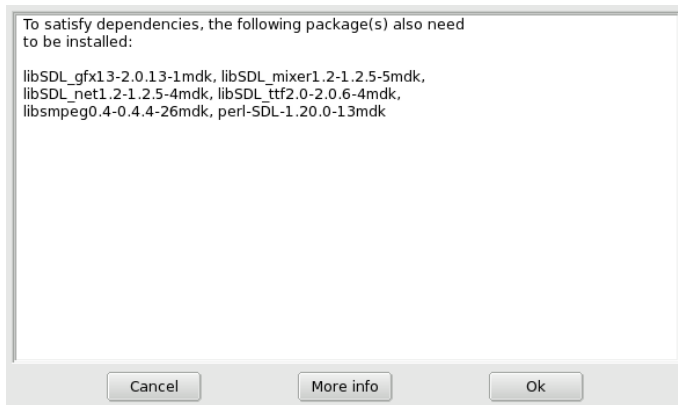 To satisfy dependencies, the following package(s) also need
to be installed:
libSDL_gfx13-2.0.13-1mdk, libSDL_mixer1.2-1.2.5-5mdk,
libSDL_net1.2-1.2.5-4mdk, libSDL_ttf2.0-2.0.6-4mdk,
libsmpeg0.4-0.4.4-26mdk, perl-SDL-1.20.0-13mdk
Cancel
More info
Ok